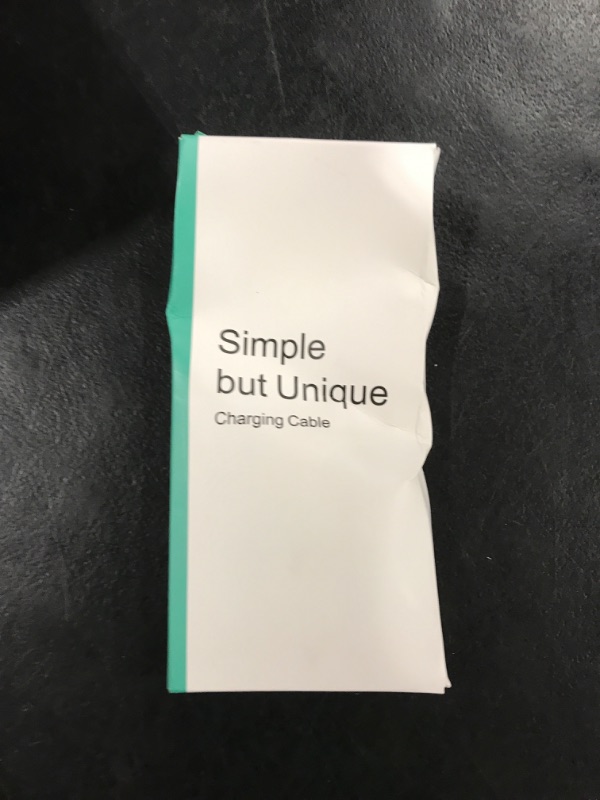 Simple
but Unique
Charging Cable